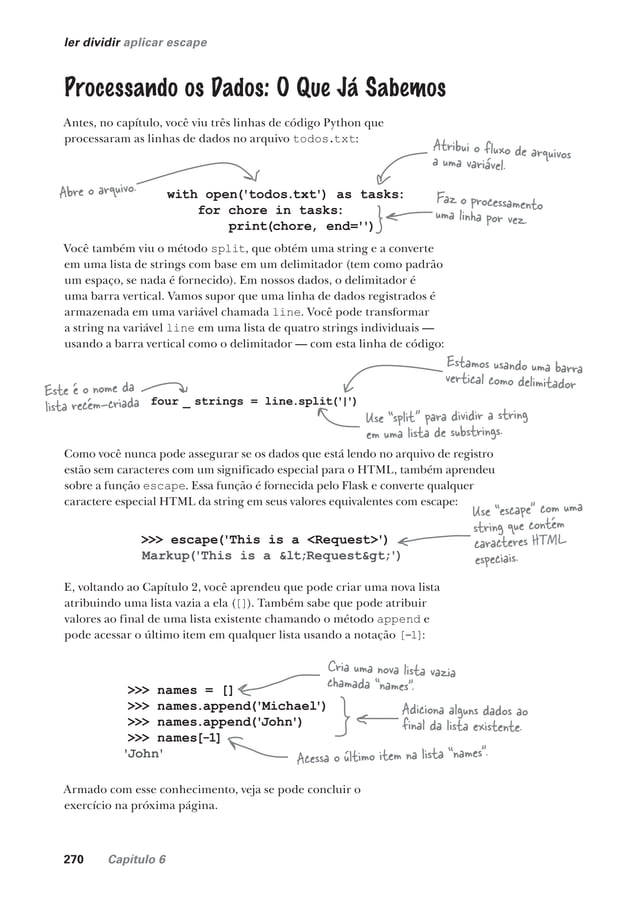 ler dividir aplicar escape
Processando os Dados: O Que Já Sabemos
Antes, no capítulo, você viu três linhas de código Python que
processaram as linhas de dados no arquivo todos.txt:
Atribui o fluxo de arquivos
a uma variável.
Abre o arquivo.
with open('todos.txt') as tasks:
for chore in tasks:
print(chore, end='')
Faz o processamento
uma linha por vez
Você também viu o método split, que obtém uma string e a converte
em uma lista de strings com base em um delimitador (tem como padrão
um espaço, se nada é fornecido). Em nossos dados, o delimitador é
uma barra vertical. Vamos supor que uma linha de dados registrados é
armazenada em uma variável chamada line. Você pode transformar
a string na variável line em uma lista de quatro strings individuais —
usando a barra vertical como o delimitador — com esta linha de código:
Estamos usando uma barra
vertical como delimitador
Este é o nome da
lista recém-criada
four _ strings = line.split('|')
Use "split" para dividir a string
em uma lista de substrings.
Como você nunca pode assegurar se os dados que está lendo no arquivo de registro
estão sem caracteres com um significado especial para o HTML, também aprendeu
sobre a função escape. Essa função é fornecida pelo Flask e converte qualquer
caractere especial HTML da string em seus valores equivalentes com escape:
Use "escape" com uma
string que contém
caracteres HTML
especiais.
>>> escape('This is a <Request>')
Markup('This is a &lt;Request&gt;')
E, voltando ao Capítulo 2, você aprendeu que pode criar uma nova lista
atribuindo uma lista vazia a ela ([]). Também sabe que pode atribuir
valores ao final de uma lista existente chamando o método append e
pode acessar o último item em qualquer lista usando a notação [-1]:
Cria uma nova lista vazia
chamada "names".
>>> names = []
>>> names.append('Michael')
>>> names.append('John')
>>> names[-1]
'John'
Adiciona alguns dados ao
final da lista existente.
Acessa o último item na lista "names".
Armado com esse conhecimento, veja se pode concluir o
exercício na próxima página.
270 Capítulo 6